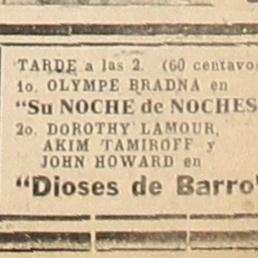 TARDE a las 2. (60 centavos
1o. OLYMPE BRADNA en
"Su NOCHE de NOCHES
2o. DOROTHY LAMOUR,
AKIM TAMIROFF y
JOHN HOWARD en
"Dioses de Barro"